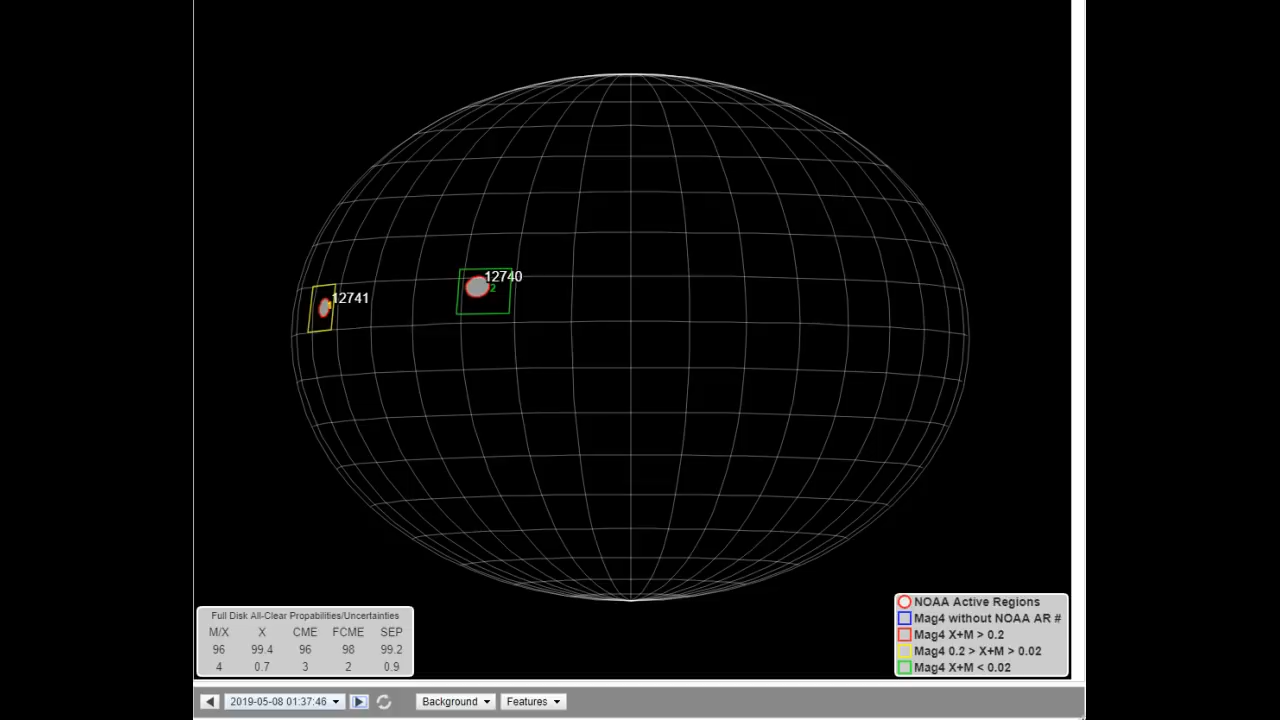 12740
2
12741
Full Disk All-Clear Propabilities/Uncertainties
M/X X CME FCME SEP
96 99.4 96 98 99.2
4 0.7 3 2 0.9
NOAA Active Regions
Mag4 without NOAA AR #
Mag4 X+M > 0.2
Mag4 0.2 > X+M > 0.02
Mag4 X+M < 0.02
2019-05-08 01:37:46
Background
Features